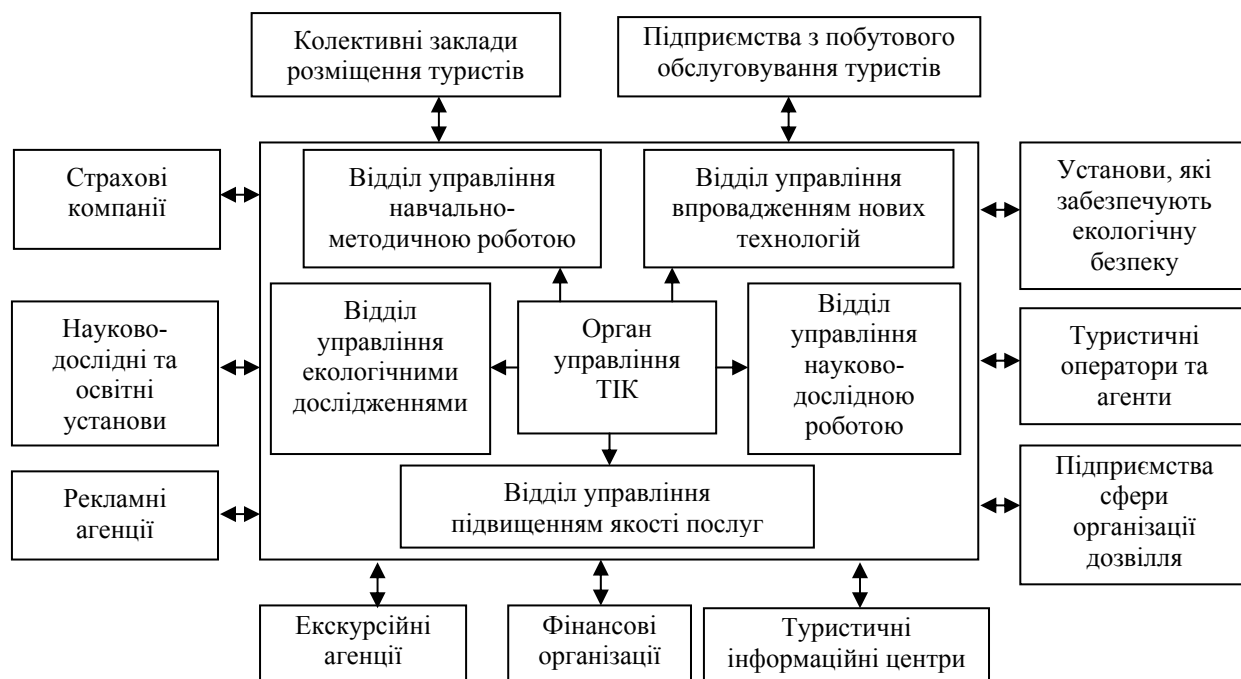 Колективні заклади
розміщення туристів
Підприємства з побутового
обслуговування туристів
Страхові
компанії
Відділ управління
навчально-
методичною роботою
Відділ управління
впровадженням нових
технологій
Установи, які
забезпечують
екологічну
безпеку
Науково-
дослідні та
освітні
установи
Відділ
управління
екологічними
дослідженнями
Орган
управління
ТІК
Відділ
управління
науково-
дослідною
роботою
Туристичні
оператори та
агенти
Рекламні
агенції
Відділ управління
підвищенням якості послуг
Підприємства
сфери
організації
дозвілля
Екскурсійні
агенції
Фінансові
організації
Туристичні
інформаційні центри